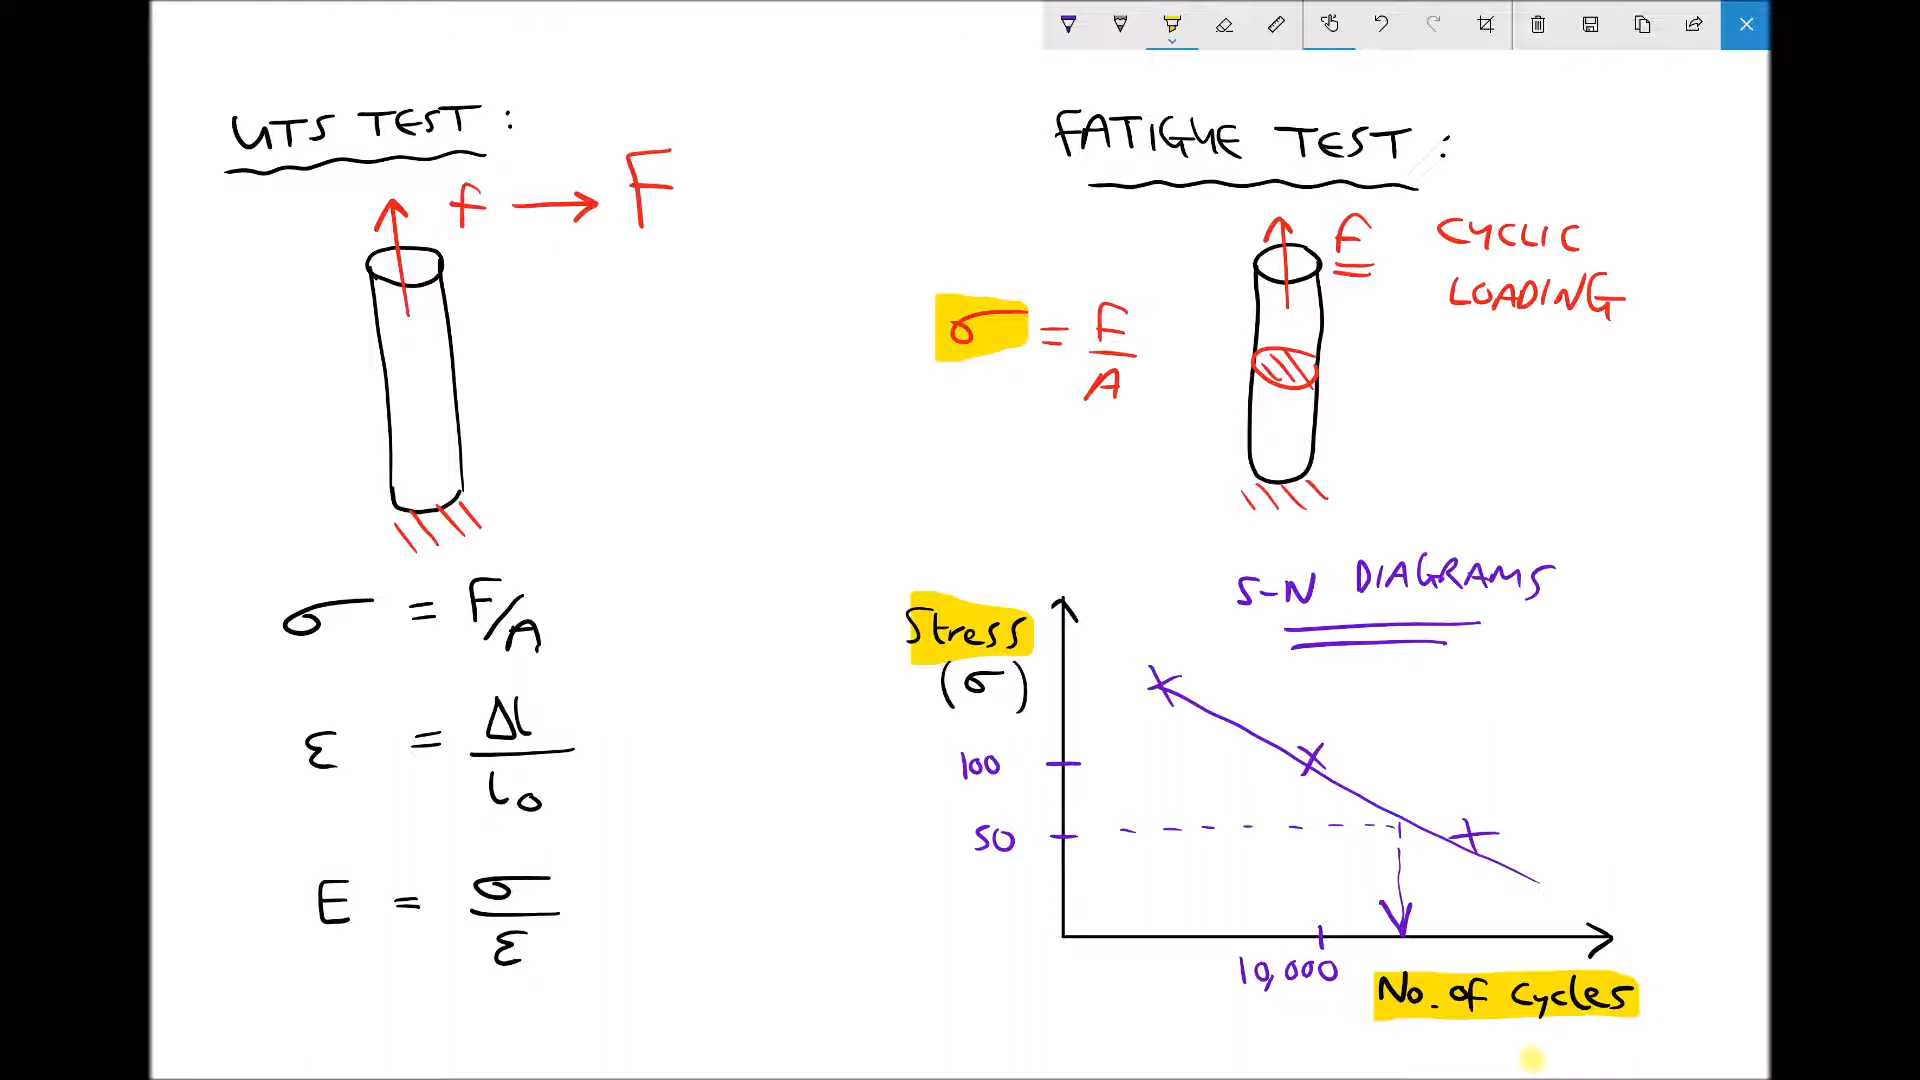 UTS TEST :
f → F
σ = F/A
ε = Δl
l₀
E = σ
ε
FATIGUE TEST :
F
CYCLIC
LOADING
σ = F
A
S-N DIAGRAMS
Stress
(σ)
100
50
10,000
No. of cycles